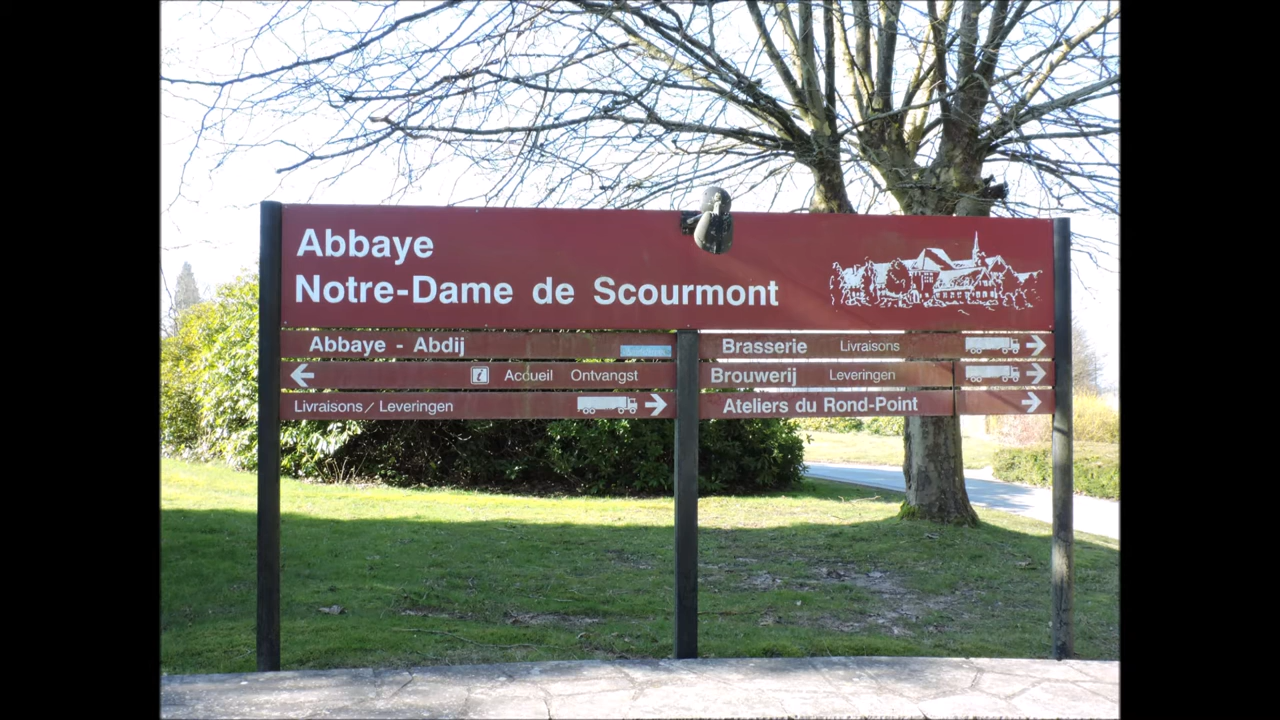 Abbaye
Notre-Dame de Scourmont
Abbaye - Abdij
i Accueil Ontvangst
Livraisons / Leveringen
Brasserie Livraisons
Brouwerij Leveringen
Ateliers du Rond-Point